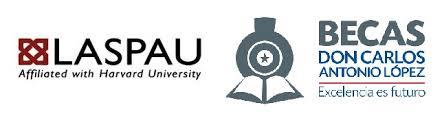 LASPAU
Affiliated with Harvard University
BECAS
DON CARLOS
ANTONIO LÓPEZ
Excelencia es futuro